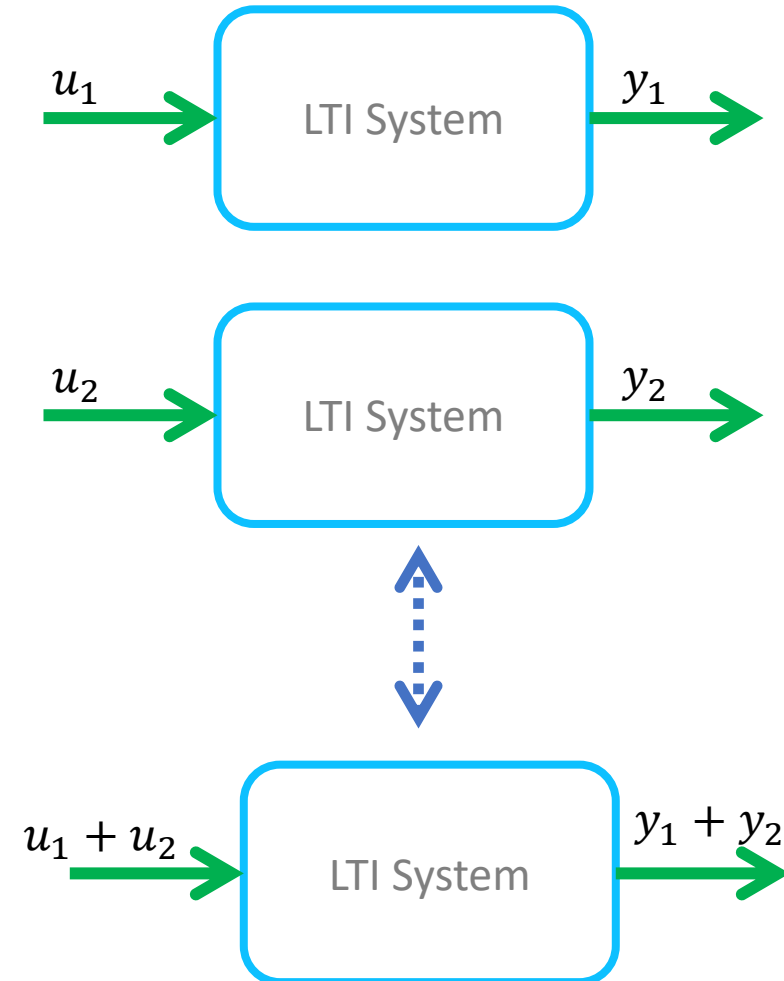 u₁
y₁
LTI System
u₂
y₂
LTI System
u₁ + u₂
y₁ + y₂
LTI System